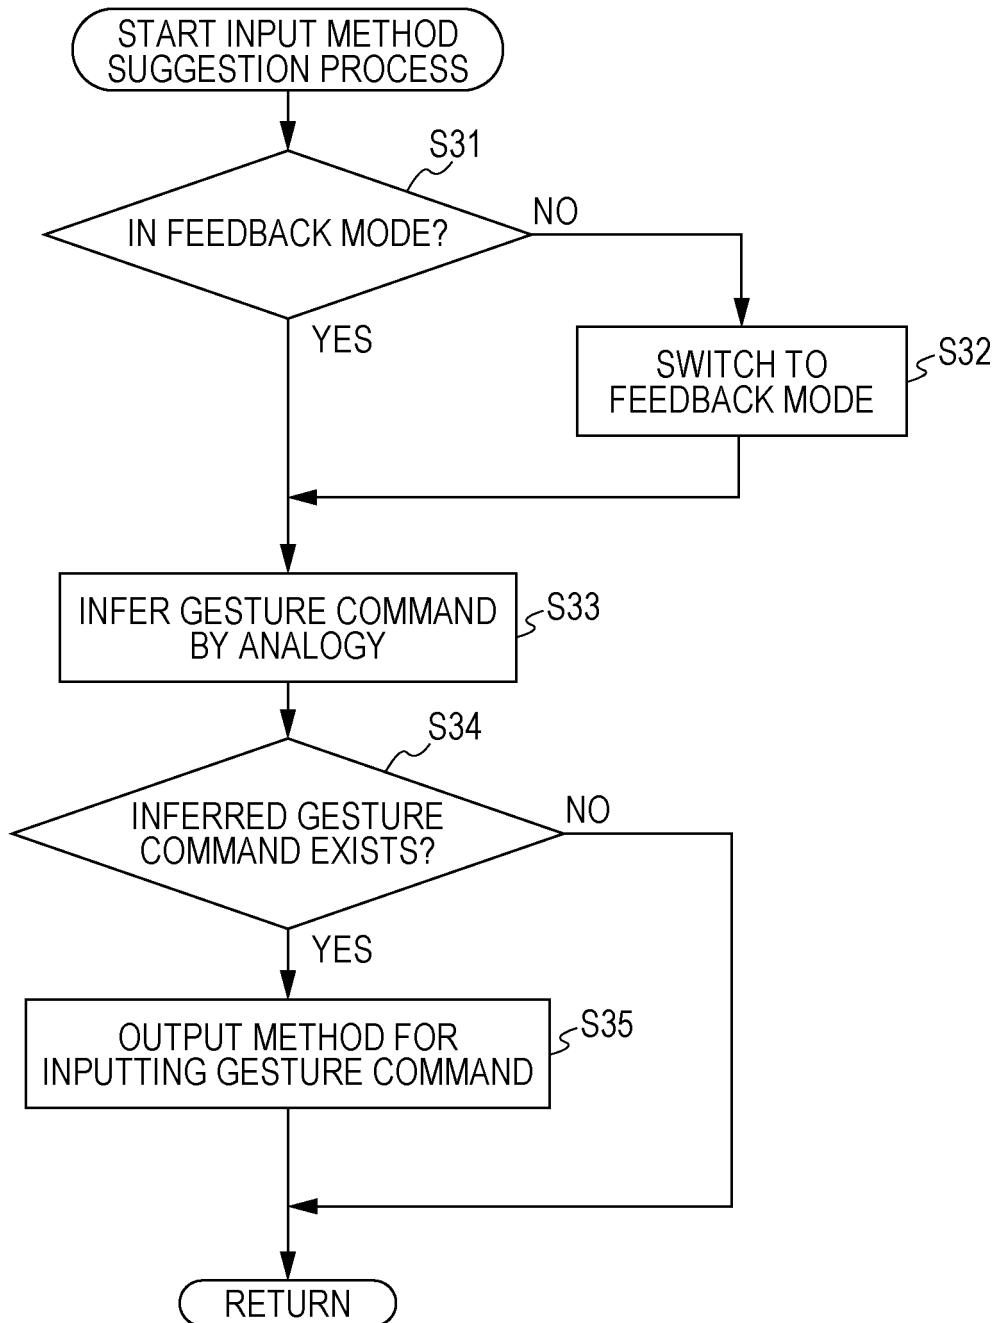 START INPUT METHOD
SUGGESTION PROCESS
S31
IN FEEDBACK MODE?
NO
YES
SWITCH TO
FEEDBACK MODE
S32
INFER GESTURE COMMAND
BY ANALOGY
S33
S34
INFERRED GESTURE
COMMAND EXISTS?
NO
YES
OUTPUT METHOD FOR
INPUTTING GESTURE COMMAND
S35
RETURN